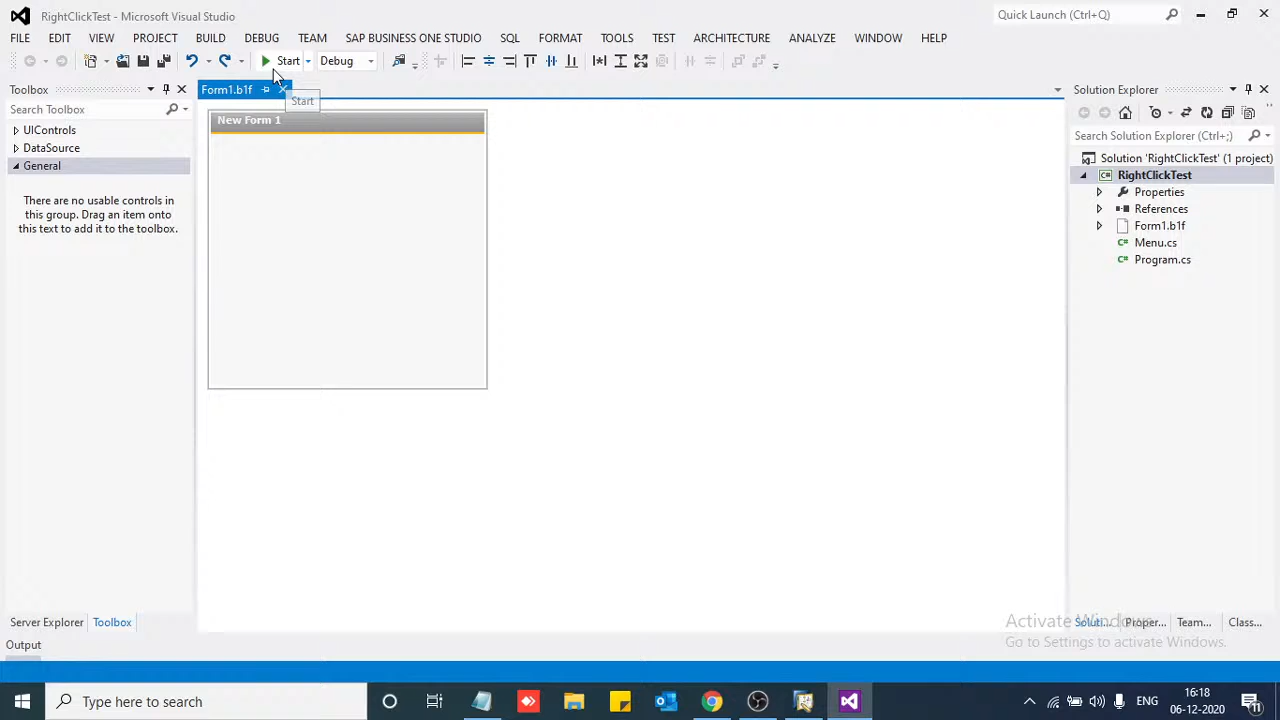 RightClickTest - Microsoft Visual Studio
Quick Launch (Ctrl+Q)
FILE EDIT VIEW PROJECT BUILD DEBUG TEAM SAP BUSINESS ONE STUDIO SQL FORMAT TOOLS TEST ARCHITECTURE ANALYZE WINDOW HELP
Start Debug
Toolbox
Form1.b1f
Start
Solution Explorer
Search Toolbox
Search Solution Explorer (Ctrl+;)
UIControls
DataSource
General
There are no usable controls in
this group. Drag an item onto
this text to add it to the toolbox.
New Form 1
Solution 'RightClickTest' (1 project)
RightClickTest
Properties
References
Form1.b1f
Menu.cs
Program.cs
Activate Windows
Go to Settings to activate Windows.
Server Explorer Toolbox
Soluti... Proper... Team... Class...
Output
Type here to search
ENG
16:18
06-12-2020
11